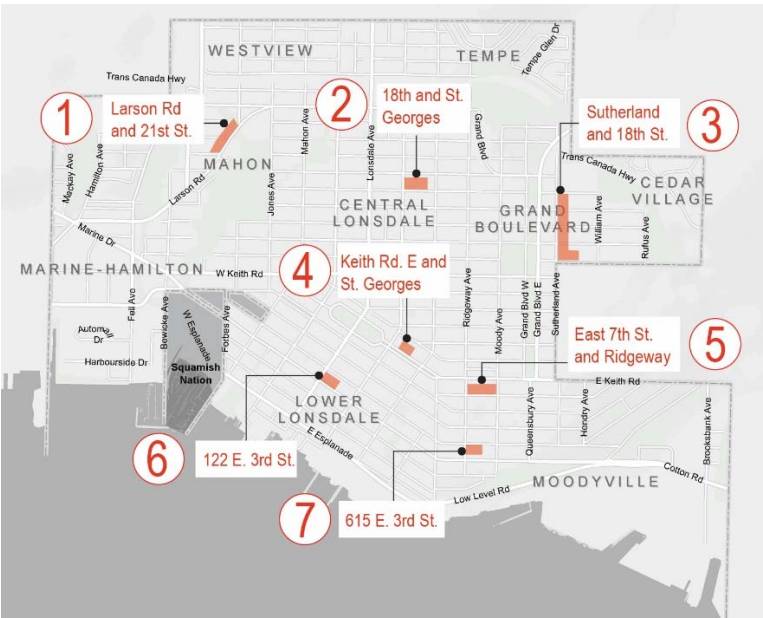 WESTVIEW
TEMPE
Tempe Glen Dr
Trans Canada Hwy
1
Larson Rd
and 21st St.
2
18th and St.
Georges
Sutherland
and 18th St.
3
Mahon Ave
Lonsdale Ave
Grand Blvd
Mackay Ave
Hamilton Ave
MAHON
Larson Rd
Jones Ave
Trans Canada Hwy
CEDAR
VILLAGE
CENTRAL
LONSDALE
GRAND
BOULEVARD
William Ave
Rufus Ave
Marine Dr
MARINE-HAMILTON
W Keith Rd
4
Keith Rd. E and
St. Georges
Ridgeway Ave
Moody Ave
Grand Blvd W
Grand Blvd E
Sutherland Ave
Fell Ave
Bewicke Ave
W Esplanade
Forbes Ave
Automall
Dr
Harbourside Dr
Squamish
Nation
East 7th St.
and Ridgeway
5
E Keith Rd
LOWER
LONSDALE
E Esplanade
Queensbury Ave
Hendry Ave
Brooksbank Ave
6
122 E. 3rd St.
Cotton Rd
MOODYVILLE
Low Level Rd
7
615 E. 3rd St.